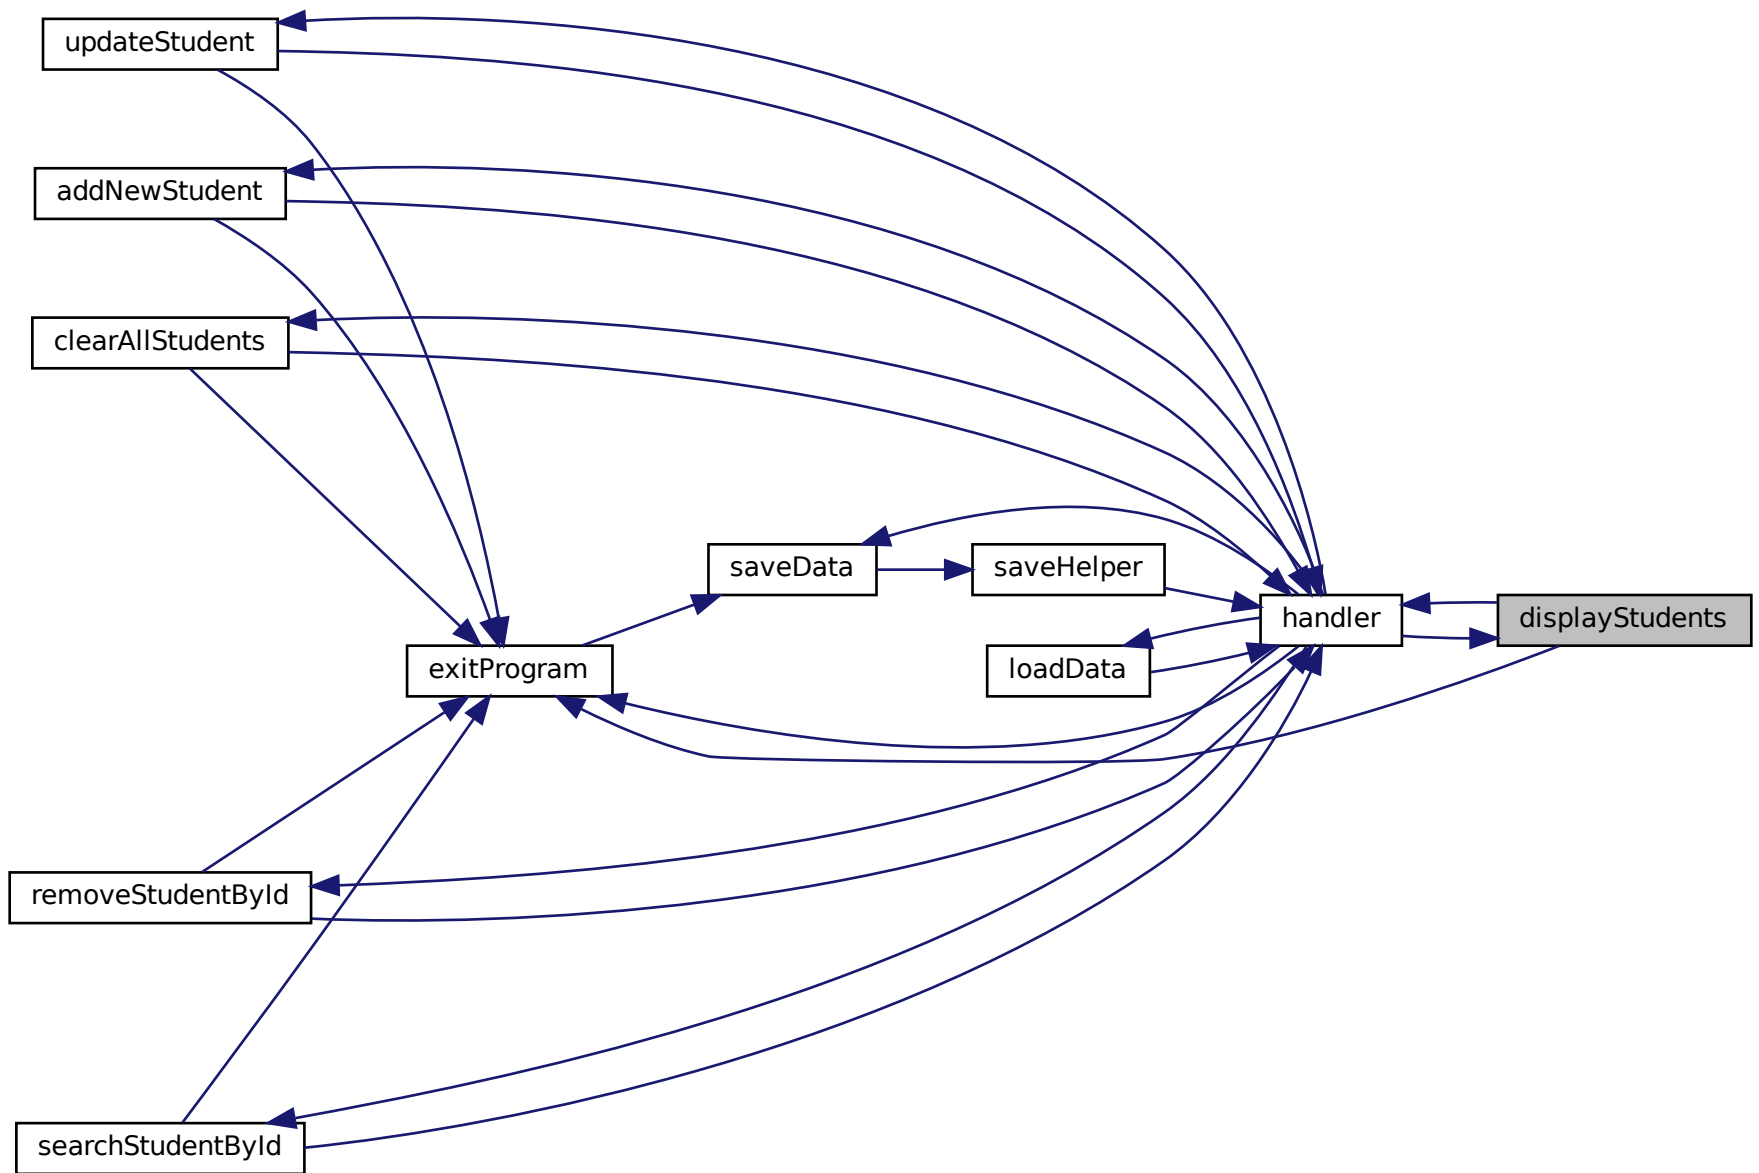 updateStudent
addNewStudent
clearAllStudents
saveData
saveHelper
handler
displayStudents
exitProgram
loadData
removeStudentById
searchStudentById